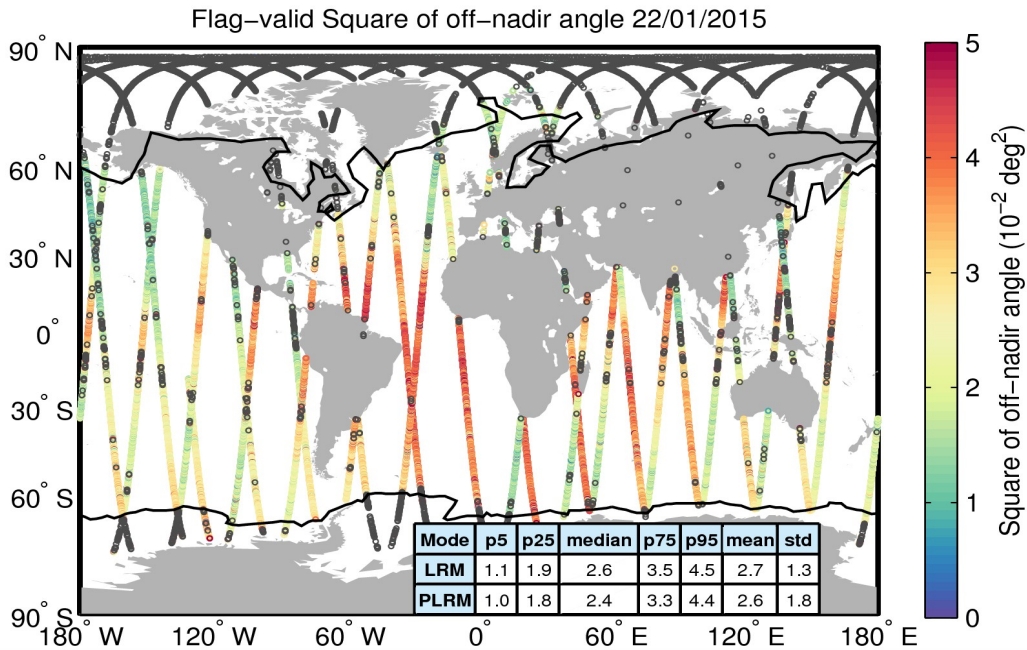 Flag−valid Square of off−nadir angle 22/01/2015
90° N
60° N
30° N
0°
30° S
60° S
90° S
180° W
120° W
60° W
0°
60° E
120° E
180° E
Mode p5 p25 median p75 p95 mean std
LRM 1.1 1.9 2.6 3.5 4.5 2.7 1.3
PLRM 1.0 1.8 2.4 3.3 4.4 2.6 1.8
5
4
3
2
1
0
Square of off−nadir angle (10⁻² deg²)